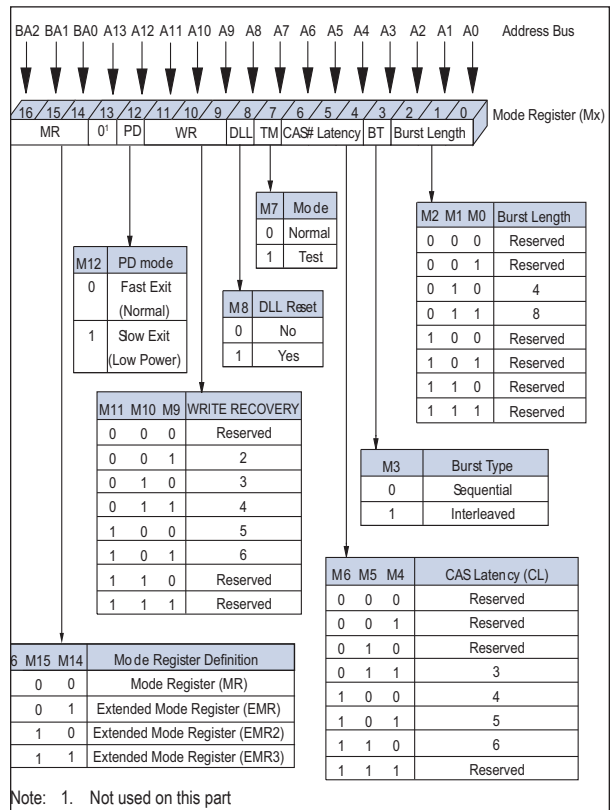 BA2 BA1 BA0 A13 A12 A11 A10 A9 A8 A7 A6 A5 A4 A3 A2 A1 A0 Address Bus
16 15 14 13 12 11 10 9 8 7 6 5 4 3 2 1 0 Mode Register (Mx)
MR 0¹ PD WR DLL TM CAS# Latency BT Burst Length
M7 Mode
0 Normal
1 Test
M2 M1 M0 Burst Length
0 0 0 Reserved
0 0 1 Reserved
0 1 0 4
0 1 1 8
1 0 0 Reserved
1 0 1 Reserved
1 1 0 Reserved
1 1 1 Reserved
M12 PD mode
0 Fast Exit
(Normal)
1 Slow Exit
(Low Power)
M8 DLL Reset
0 No
1 Yes
M11 M10 M9 WRITE RECOVERY
0 0 0 Reserved
0 0 1 2
0 1 0 3
0 1 1 4
1 0 0 5
1 0 1 6
1 1 0 Reserved
1 1 1 Reserved
M3 Burst Type
0 Sequential
1 Interleaved
M6 M5 M4 CAS Latency (CL)
0 0 0 Reserved
0 0 1 Reserved
0 1 0 Reserved
0 1 1 3
1 0 0 4
1 0 1 5
1 1 0 6
1 1 1 Reserved
6 M15 M14 Mode Register Definition
0 0 Mode Register (MR)
0 1 Extended Mode Register (EMR)
1 0 Extended Mode Register (EMR2)
1 1 Extended Mode Register (EMR3)
Note: 1. Not used on this part